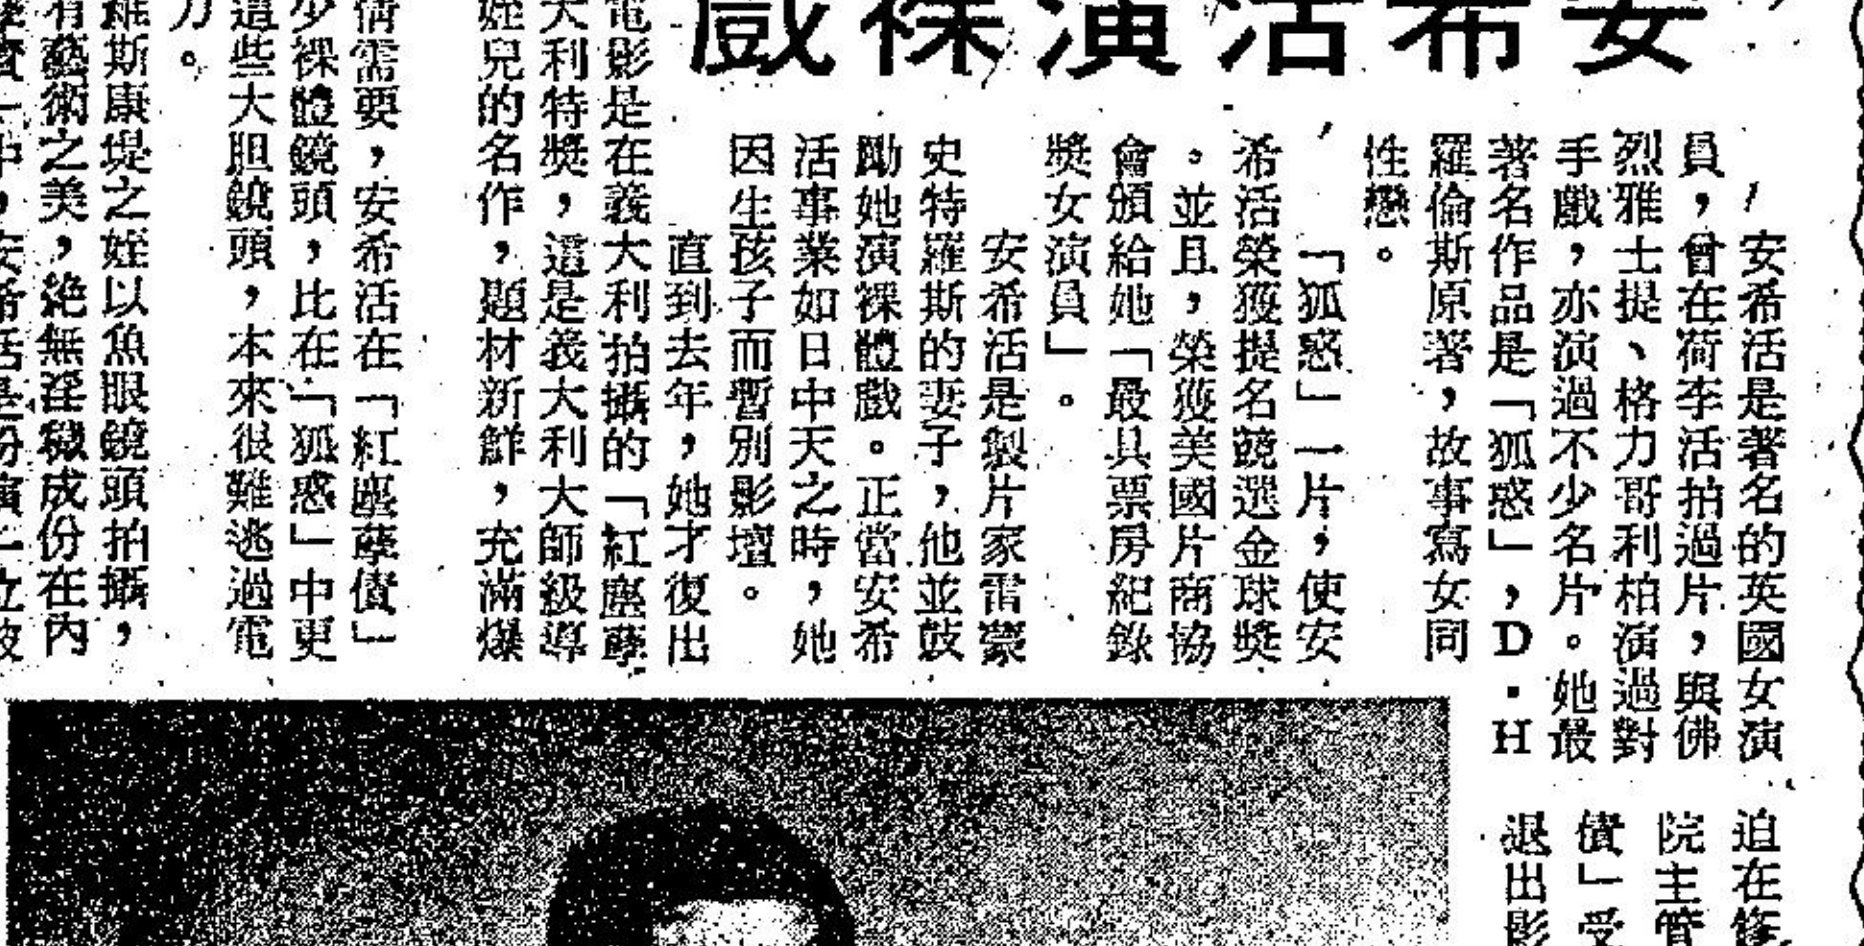 安希活演裸戲
安希活是著名的英國女演
員，曾在荷李活拍過片，與佛
烈雅士提、格力哥利柏演過對
手戲，亦演過不少名片。她最
著名作品是「狐惑」，D·H
羅倫斯原著，故事寫女同
性戀。
「狐惑」一片，使安
希活榮獲提名競選金球獎
。並且，榮獲美國片商協
會頒給她「最具票房紀錄
獎女演員」。
安希活是製片家雷蒙
史特羅斯的妻子，他並鼓
勵她演裸體戲。正當安希
活事業如日中天之時，她
因生孩子而暫別影壇。
直到去年，她才復出
電影是在義大利拍攝的「紅塵孽
大利特獎，這是義大利大師級導
姪兒的名作，題材新鮮，充滿爆
力。
情需要，安希活在「紅塵孽債」
少裸體鏡頭，比在「狐惑」中更
這些大胆鏡頭，本來很難逃過電
維斯康堤之姪以魚眼鏡頭拍攝，
有藝術之美，絕無淫穢成份在內
安希活是扮演
迫在
院主管
債」受
退出影